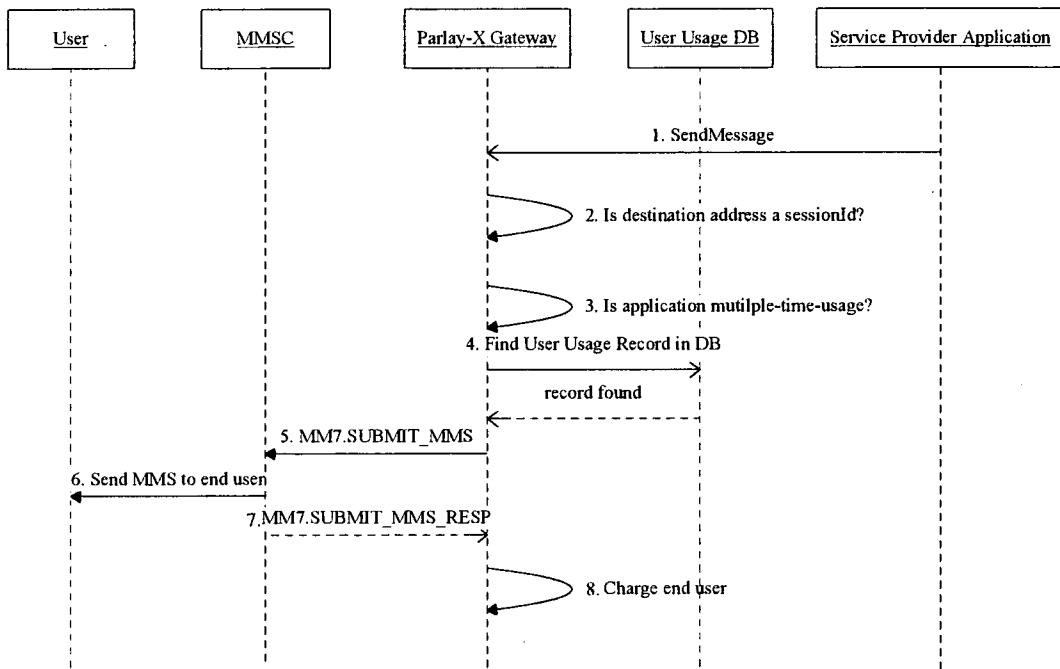 User
MMSC
Parlay-X Gateway
User Usage DB
Service Provider Application
1. SendMessage
2. Is destination address a sessionId?
3. Is application mutilple-time-usage?
4. Find User Usage Record in DB
record found
5. MM7.SUBMIT_MMS
6. Send MMS to end user
7.MM7.SUBMIT_MMS_RESP
8. Charge end user